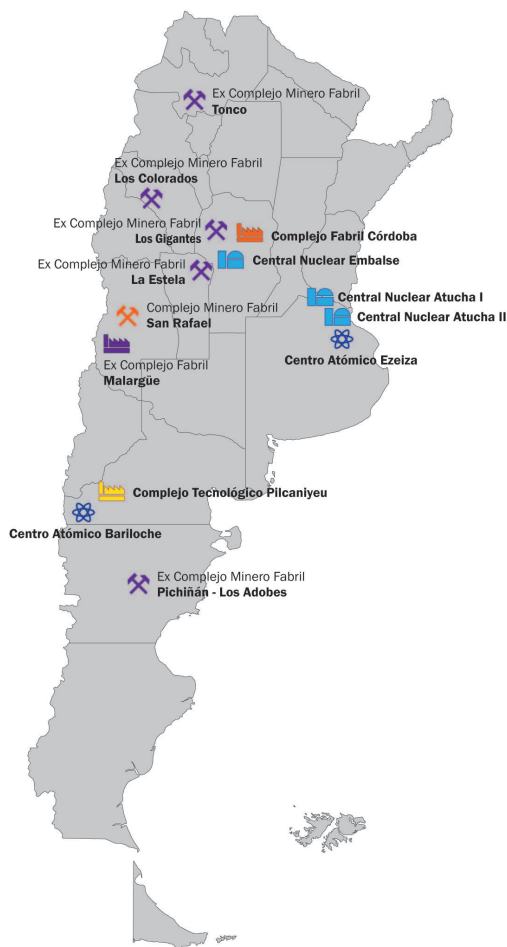 Ex Complejo Minero Fabril
Tonco
Ex Complejo Minero Fabril
Los Colorados
Ex Complejo Minero Fabril
Los Gigantes
Complejo Fabril Córdoba
Central Nuclear Embalse
Ex Complejo Minero Fabril
La Estela
Central Nuclear Atucha I
Complejo Minero Fabril
San Rafael
Central Nuclear Atucha II
Centro Atómico Ezeiza
Ex Complejo Fabril
Malargüe
Complejo Tecnológico Pilcaniyeu
Centro Atómico Bariloche
Ex Complejo Minero Fabril
Pichiñán - Los Adobes